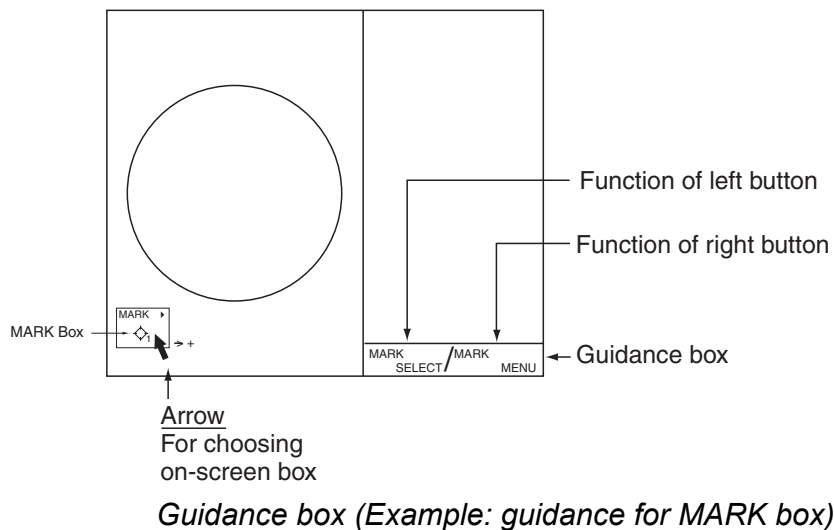 Function of left button
Function of right button
MARK
1
MARK Box
+
MARK
SELECT / MARK
MENU
Guidance box
Arrow
For choosing
on-screen box
Guidance box (Example: guidance for MARK box)